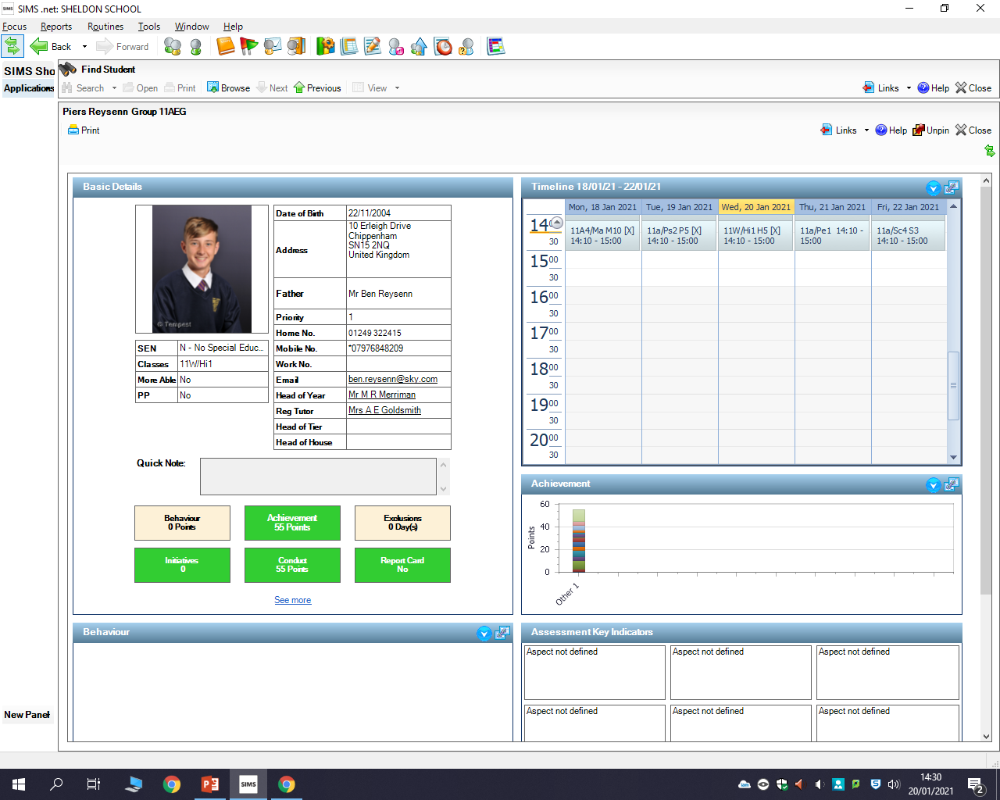 SIMS .net: SHELDON SCHOOL
Focus Reports Routines Tools Window Help
Back Forward
SIMS Sho
Applications
Find Student
Search Open Print Browse Next Previous View
Links Help Close
Piers Reysenn Group 11AEG
Print
Links Help Unpin Close
Basic Details
© Tempest
SEN N - No Special Educ...
Classes 11W/Hi1
More Able No
PP No
Date of Birth 22/11/2004
Address 10 Erleigh Drive
Chippenham
SN15 2NQ
United Kingdom
Father Mr Ben Reysenn
Priority 1
Home No. 01249 322415
Mobile No. *07976848209
Work No.
Email ben.reysenn@sky.com
Head of Year Mr M R Merriman
Reg Tutor Mrs A E Goldsmith
Head of Tier
Head of House
Quick Note:
Behaviour
0 Points
Achievement
55 Points
Exclusions
0 Day(s)
Initiatives
0
Conduct
55 Points
Report Card
No
See more
Timeline 18/01/21 - 22/01/21
Mon, 18 Jan 2021 Tue, 19 Jan 2021 Wed, 20 Jan 2021 Thu, 21 Jan 2021 Fri, 22 Jan 2021
11A4/Ma M10 [X]
14:10 - 15:00
11a/Ps2 P5 [X]
14:10 - 15:00
11W/Hi1 H5 [X]
14:10 - 15:00
11a/Pe1 14:10 -
15:00
11a/Sc4 S3
14:10 - 15:00
14
30
15 00
30
16 00
30
17 00
30
18 00
30
19 00
30
20 00
30
Achievement
Points
60
40
20
0
Other 1
Behaviour
Assessment Key Indicators
Aspect not defined Aspect not defined Aspect not defined
Aspect not defined Aspect not defined Aspect not defined
New Panel
SIMS
14:30
20/01/2021
2